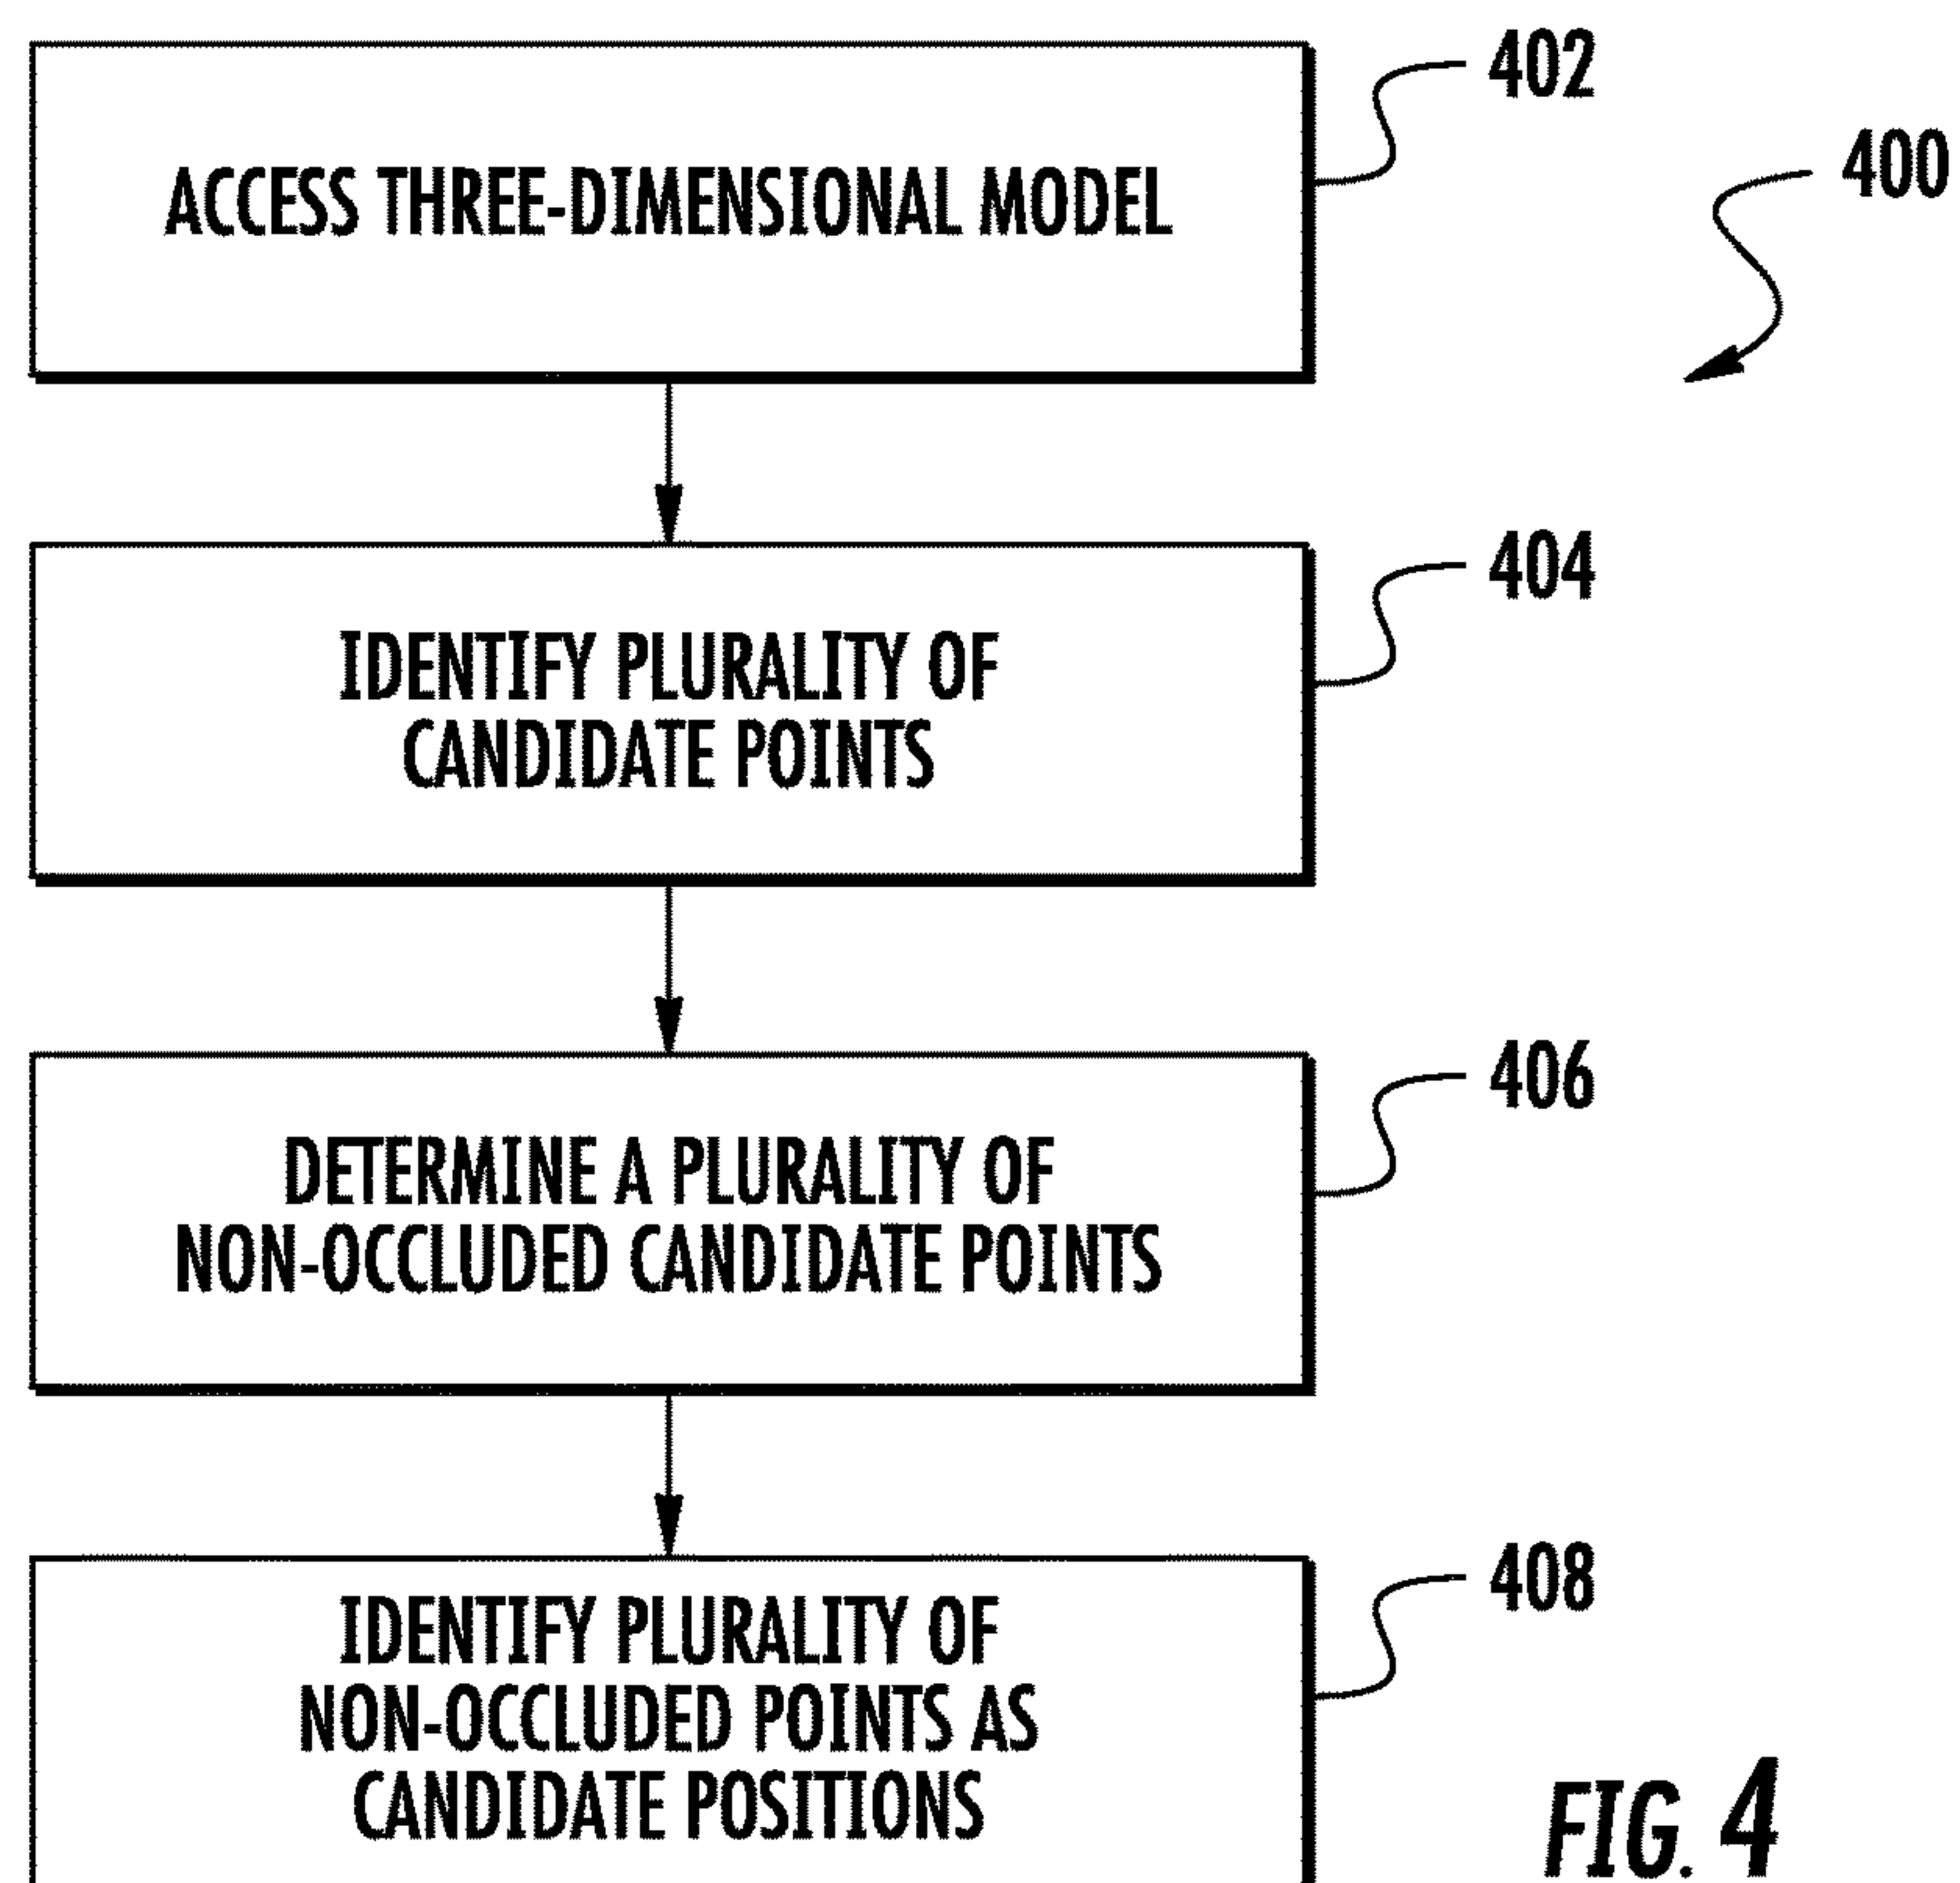 402
400
ACCESS THREE-DIMENSIONAL MODEL
404
IDENTIFY PLURALITY OF
CANDIDATE POINTS
406
DETERMINE A PLURALITY OF
NON-OCCLUDED CANDIDATE POINTS
408
IDENTIFY PLURALITY OF
NON-OCCLUDED POINTS AS
CANDIDATE POSITIONS
FIG. 4